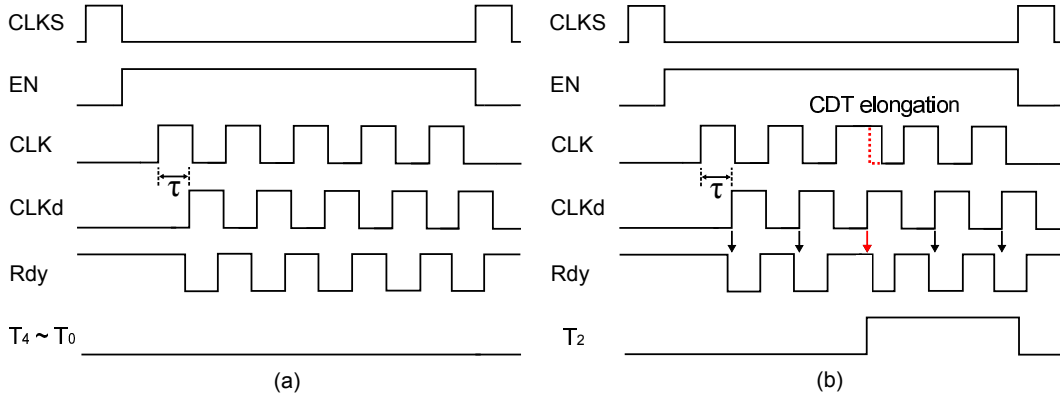 CLKS
EN
CLK
τ
CLKd
Rdy
T4 ~ T0
(a)
CLKS
EN
CDT elongation
CLK
τ
CLKd
Rdy
T2
(b)